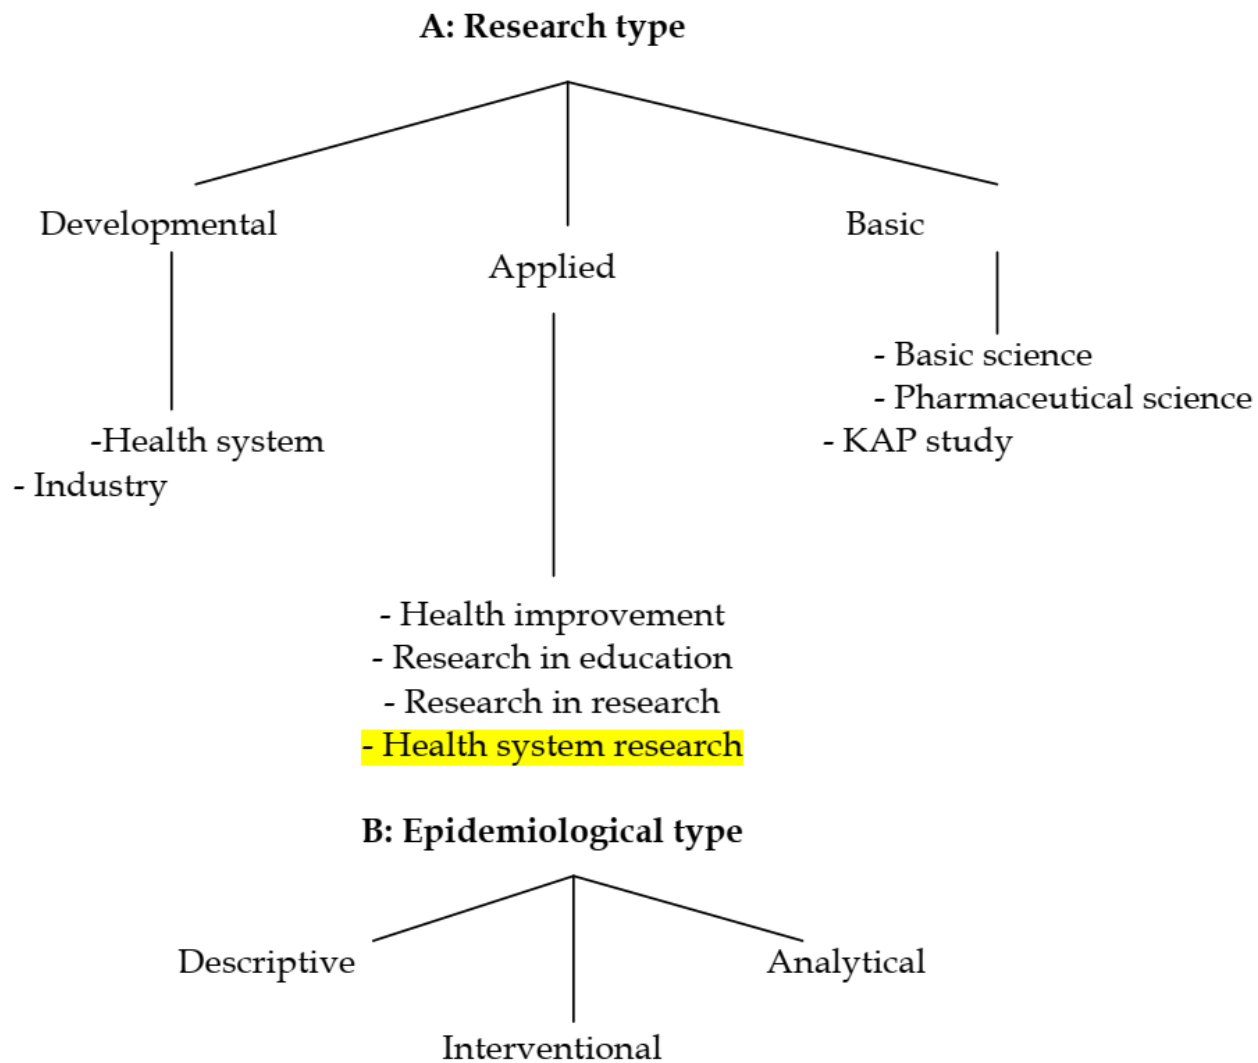 A: Research type
Developmental
Applied
Basic
- Basic science
- Pharmaceutical science
- KAP study
-Health system
- Industry
- Health improvement
- Research in education
- Research in research
- Health system research
B: Epidemiological type
Descriptive
Analytical
Interventional